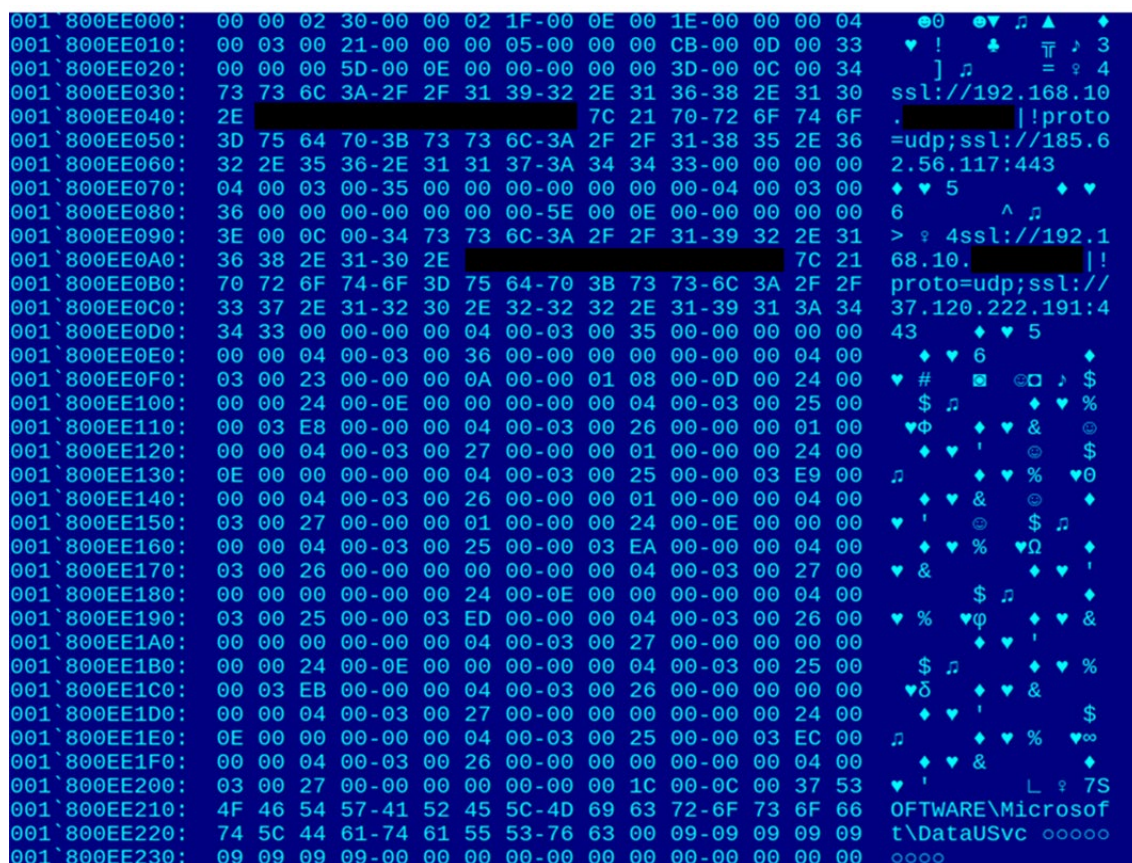 001`800EE000: 00 00 02 30-00 00 02 1F-00 0E 00 1E-00 00 00 04 ☻0 ☻▼ ♫ ▲ ♦
001`800EE010: 00 03 00 21-00 00 00 05-00 00 00 CB-00 0D 00 33 ♥ ! ♣ ╦ ♪ 3
001`800EE020: 00 00 00 5D-00 0E 00 00-00 00 00 3D-00 0C 00 34 ] ♫ = ♀ 4
001`800EE030: 73 73 6C 3A-2F 2F 31 39-32 2E 31 36-38 2E 31 30 ssl://192.168.10
001`800EE040: 2E 7C 21 70-72 6F 74 6F . |!proto
001`800EE050: 3D 75 64 70-3B 73 73 6C-3A 2F 2F 31-38 35 2E 36 =udp;ssl://185.6
001`800EE060: 32 2E 35 36-2E 31 31 37-3A 34 34 33-00 00 00 00 2.56.117:443
001`800EE070: 04 00 03 00-35 00 00 00-00 00 00 00-04 00 03 00 ♦ ♥ 5 ♦ ♥
001`800EE080: 36 00 00 00-00 00 00 00-5E 00 0E 00-00 00 00 00 6 ^ ♫
001`800EE090: 3E 00 0C 00-34 73 73 6C-3A 2F 2F 31-39 32 2E 31 > ♀ 4ssl://192.1
001`800EE0A0: 36 38 2E 31-30 2E 7C 21 68.10. |!
001`800EE0B0: 70 72 6F 74-6F 3D 75 64-70 3B 73 73-6C 3A 2F 2F proto=udp;ssl://
001`800EE0C0: 33 37 2E 31-32 30 2E 32-32 32 2E 31-39 31 3A 34 37.120.222.191:4
001`800EE0D0: 34 33 00 00-00 00 04 00-03 00 35 00-00 00 00 00 43 ♦ ♥ 5
001`800EE0E0: 00 00 04 00-03 00 36 00-00 00 00 00-00 00 04 00 ♦ ♥ 6 ♦
001`800EE0F0: 03 00 23 00-00 00 0A 00-00 01 08 00-0D 00 24 00 ♥ # ◙ ☺◘ ♪ $
001`800EE100: 00 00 24 00-0E 00 00 00-00 00 04 00-03 00 25 00 $ ♫ ♦ ♥ %
001`800EE110: 00 03 E8 00-00 00 04 00-03 00 26 00-00 00 01 00 ♥Φ ♦ ♥ & ☺
001`800EE120: 00 00 04 00-03 00 27 00-00 00 01 00-00 00 24 00 ♦ ♥ ' ☺ $
001`800EE130: 0E 00 00 00-00 00 04 00-03 00 25 00-00 03 E9 00 ♫ ♦ ♥ % ♥Θ
001`800EE140: 00 00 04 00-03 00 26 00-00 00 01 00-00 00 04 00 ♦ ♥ & ☺ ♦
001`800EE150: 03 00 27 00-00 00 01 00-00 00 24 00-0E 00 00 00 ♥ ' ☺ $ ♫
001`800EE160: 00 00 04 00-03 00 25 00-00 03 EA 00-00 00 04 00 ♦ ♥ % ♥Ω ♦
001`800EE170: 03 00 26 00-00 00 00 00-00 00 04 00-03 00 27 00 ♥ & ♦ ♥ '
001`800EE180: 00 00 00 00-00 00 24 00-0E 00 00 00-00 00 04 00 $ ♫ ♦
001`800EE190: 03 00 25 00-00 03 ED 00-00 00 04 00-03 00 26 00 ♥ % ♥φ ♦ ♥ &
001`800EE1A0: 00 00 00 00-00 00 04 00-03 00 27 00-00 00 00 00 ♦ ♥ '
001`800EE1B0: 00 00 24 00-0E 00 00 00-00 00 04 00-03 00 25 00 $ ♫ ♦ ♥ %
001`800EE1C0: 00 03 EB 00-00 00 04 00-03 00 26 00-00 00 00 00 ♥δ ♦ ♥ &
001`800EE1D0: 00 00 04 00-03 00 27 00-00 00 00 00-00 00 24 00 ♦ ♥ ' $
001`800EE1E0: 0E 00 00 00-00 00 04 00-03 00 25 00-00 03 EC 00 ♫ ♦ ♥ % ♥∞
001`800EE1F0: 00 00 04 00-03 00 26 00-00 00 00 00-00 00 04 00 ♦ ♥ & ♦
001`800EE200: 03 00 27 00-00 00 00 00-00 00 1C 00-0C 00 37 53 ♥ ' ∟ ♀ 7S
001`800EE210: 4F 46 54 57-41 52 45 5C-4D 69 63 72-6F 73 6F 66 OFTWARE\Microsof
001`800EE220: 74 5C 44 61-74 61 55 53-76 63 00 09-09 09 09 09 t\DataUSvc ○○○○○
001`800EE230: 09 09 09 09-00 00 00 00-00 00 00 00-00 00 00 00 ○○○○